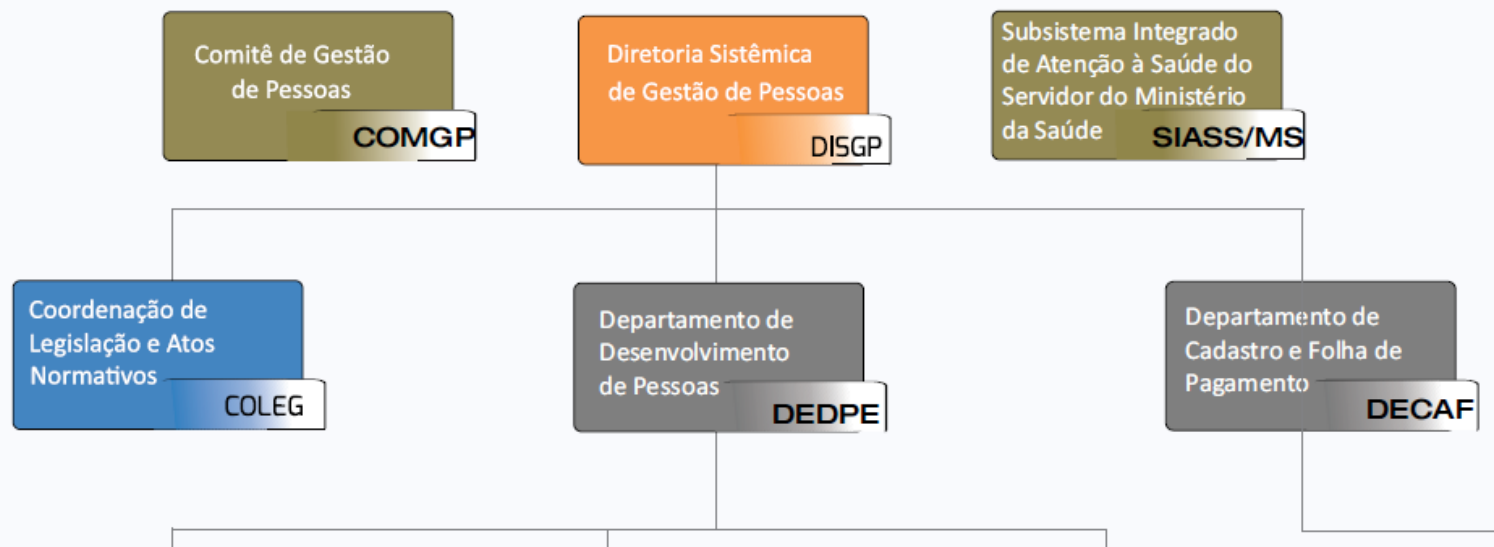 Comitê de Gestão
de Pessoas
COMGP
Diretoria Sistêmica
de Gestão de Pessoas
DISGP
Subsistema Integrado
de Atenção à Saúde do
Servidor do Ministério
da Saúde
SIASS/MS
Coordenação de
Legislação e Atos
Normativos
COLEG
Departamento de
Desenvolvimento
de Pessoas
DEDPE
Departamento de
Cadastro e Folha de
Pagamento
DECAF